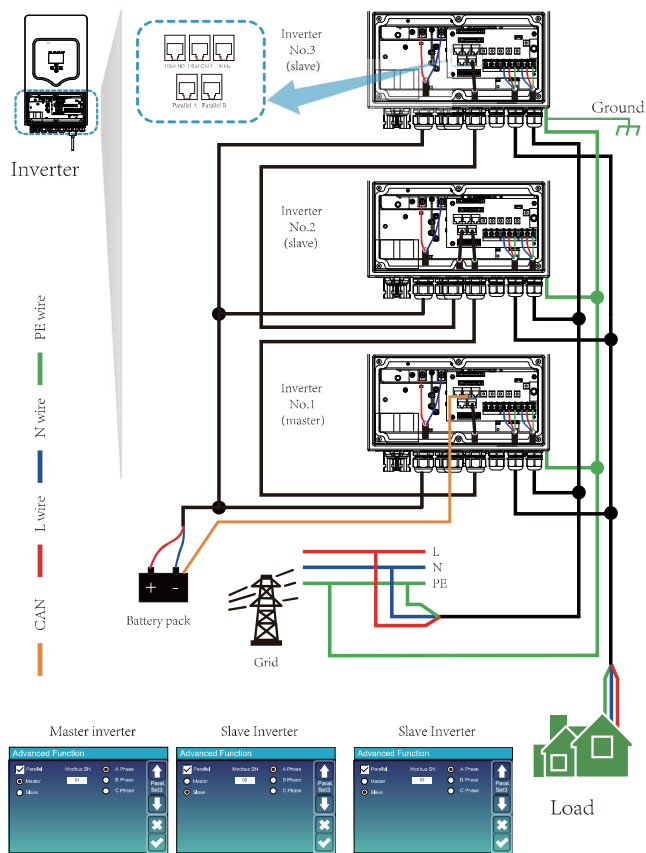 Inverter
No.3
(slave)
Parallel A Parallel B
Ground
Inverter
Inverter
No.2
(slave)
PE wire
N wire
L wire
CAN
Inverter
No.1
(master)
+ -
Battery pack
Grid
L
N
PE
Load
Master inverter
Advanced Function
Parallel Modbus SN A Phase
Master 01 B Phase
Slave C Phase
Paral.
Set3
Slave Inverter
Advanced Function
Parallel Modbus SN A Phase
Master 02 B Phase
Slave C Phase
Paral.
Set3
Slave Inverter
Advanced Function
Parallel Modbus SN A Phase
Master 03 B Phase
Slave C Phase
Paral.
Set3